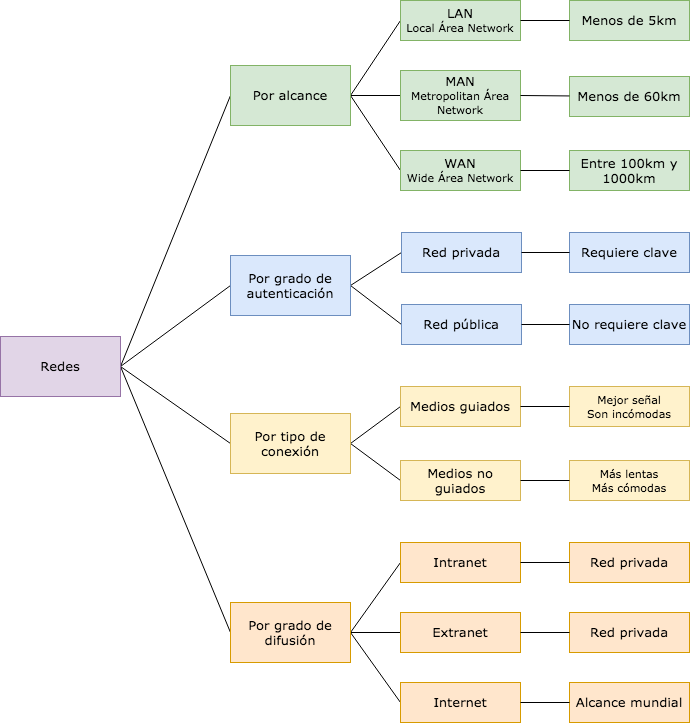 Redes
Por alcance
LAN
Local Área Network
Menos de 5km
MAN
Metropolitan Área
Network
Menos de 60km
WAN
Wide Área Network
Entre 100km y
1000km
Por grado de
autenticación
Red privada
Requiere clave
Red pública
No requiere clave
Por tipo de
conexión
Medios guiados
Mejor señal
Son incómodas
Medios no
guiados
Más lentas
Más cómodas
Por grado de
difusión
Intranet
Red privada
Extranet
Red privada
Internet
Alcance mundial